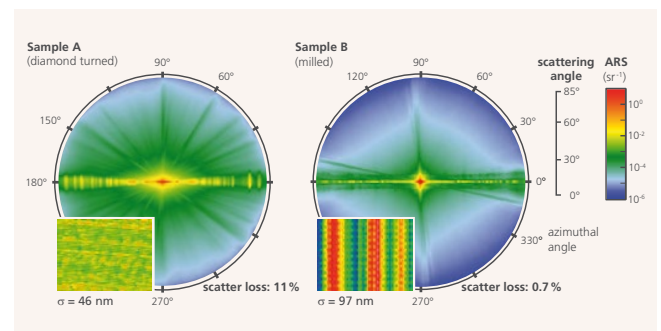 Sample A
(diamond turned)
90°
60°
150°
180°
270°
scatter loss: 11 %
σ = 46 nm
Sample B
(milled)
90°
120°
60°
30°
0°
330°
270°
azimuthal
angle
scatter loss: 0.7 %
σ = 97 nm
scattering
angle
85°
60°
30°
0°
ARS
(sr⁻¹)
10⁰
10⁻²
10⁻⁴
10⁻⁶